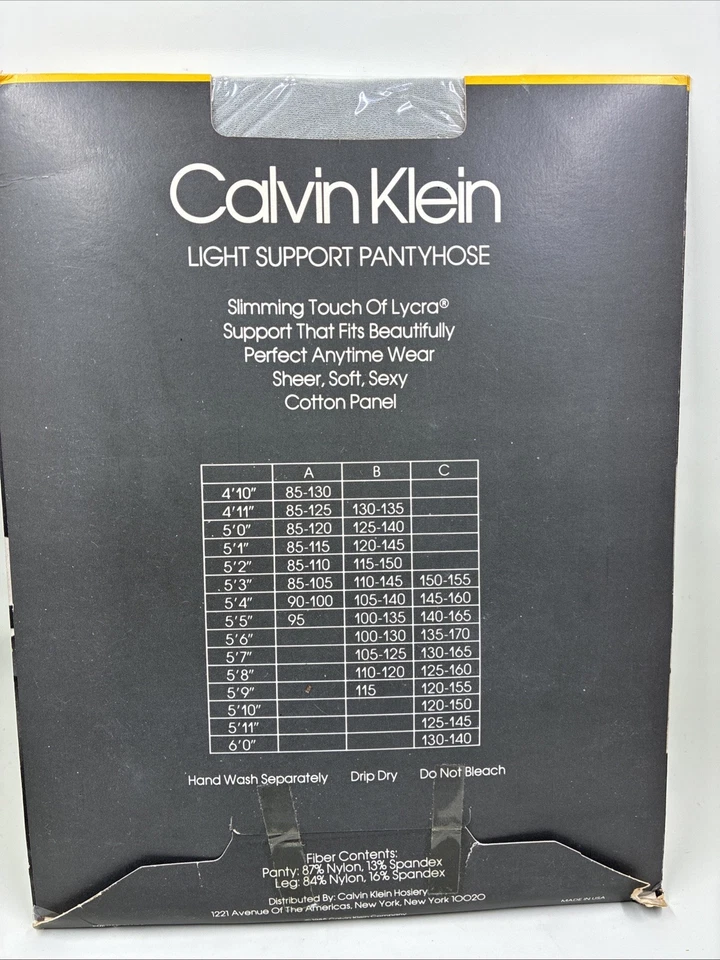 Calvin Klein
LIGHT SUPPORT PANTYHOSE
Slimming Touch Of Lycra®
Support That Fits Beautifully
Perfect Anytime Wear
Sheer, Soft, Sexy
Cotton Panel
A B C
4'10" 85-130
4'11" 85-125 130-135
5'0" 85-120 125-140
5'1" 85-115 120-145
5'2" 85-110 115-150
5'3" 85-105 110-145 150-155
5'4" 90-100 105-140 145-160
5'5" 95 100-135 140-165
5'6" 100-130 135-170
5'7" 105-125 130-165
5'8" 110-120 125-160
5'9" 115 120-155
5'10" 120-150
5'11" 125-145
6'0" 130-140
Hand Wash Separately Drip Dry Do Not Bleach
Fiber Contents:
Panty: 87% Nylon, 13% Spandex
Leg: 84% Nylon, 16% Spandex
Distributed By: Calvin Klein Hosiery
1221 Avenue Of The Americas, New York, New York 10020
Calvin Klein Company
MADE IN USA